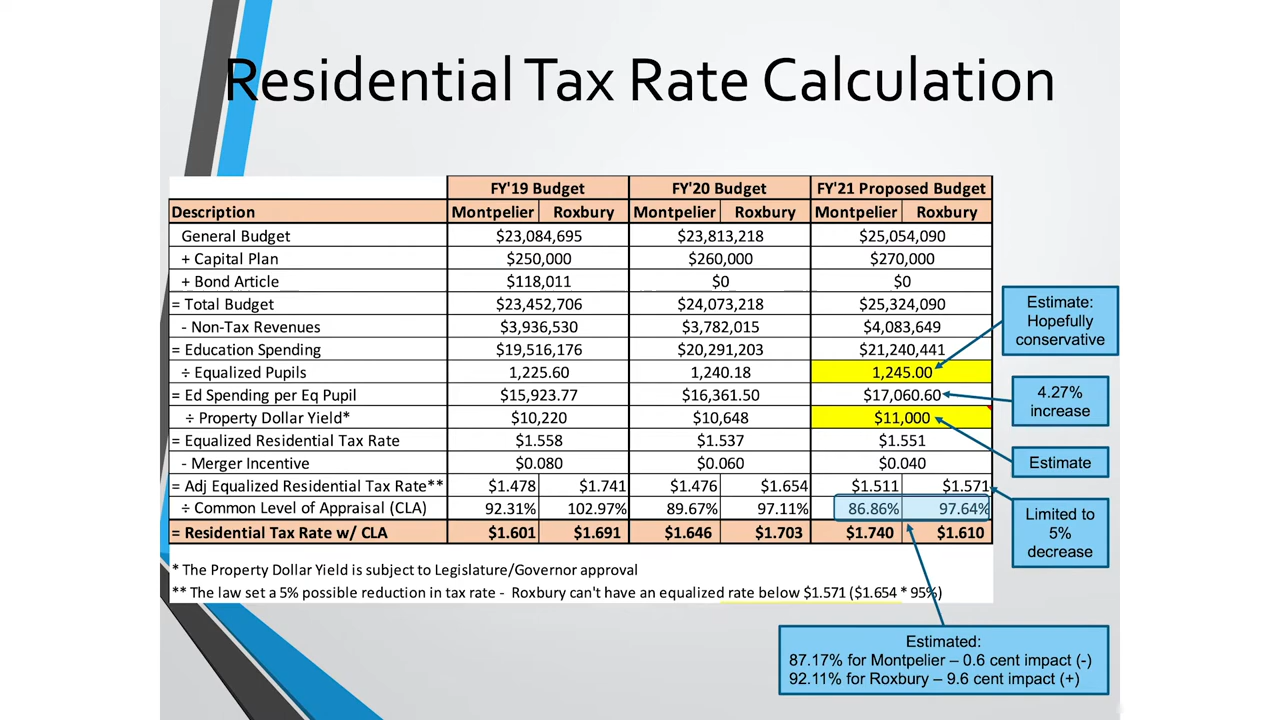 Residential Tax Rate Calculation
FY'19 Budget FY'20 Budget FY'21 Proposed Budget
Description Montpelier Roxbury Montpelier Roxbury Montpelier Roxbury
General Budget $23,084,695 $23,813,218 $25,054,090
+ Capital Plan $250,000 $260,000 $270,000
+ Bond Article $118,011 $0 $0
= Total Budget $23,452,706 $24,073,218 $25,324,090
- Non-Tax Revenues $3,936,530 $3,782,015 $4,083,649
= Education Spending $19,516,176 $20,291,203 $21,240,441
÷ Equalized Pupils 1,225.60 1,240.18 1,245.00
= Ed Spending per Eq Pupil $15,923.77 $16,361.50 $17,060.60
÷ Property Dollar Yield* $10,220 $10,648 $11,000
= Equalized Residential Tax Rate $1.558 $1.537 $1.551
- Merger Incentive $0.080 $0.060 $0.040
= Adj Equalized Residential Tax Rate** $1.478 $1.741 $1.476 $1.654 $1.511 $1.571
÷ Common Level of Appraisal (CLA) 92.31% 102.97% 89.67% 97.11% 86.86% 97.64%
= Residential Tax Rate w/ CLA $1.601 $1.691 $1.646 $1.703 $1.740 $1.610
* The Property Dollar Yield is subject to Legislature/Governor approval
** The law set a 5% possible reduction in tax rate - Roxbury can't have an equalized rate below $1.571 ($1.654 * 95%)
Estimate:
Hopefully
conservative
4.27%
increase
Estimate
Limited to
5%
decrease
Estimated:
87.17% for Montpelier – 0.6 cent impact (-)
92.11% for Roxbury – 9.6 cent impact (+)